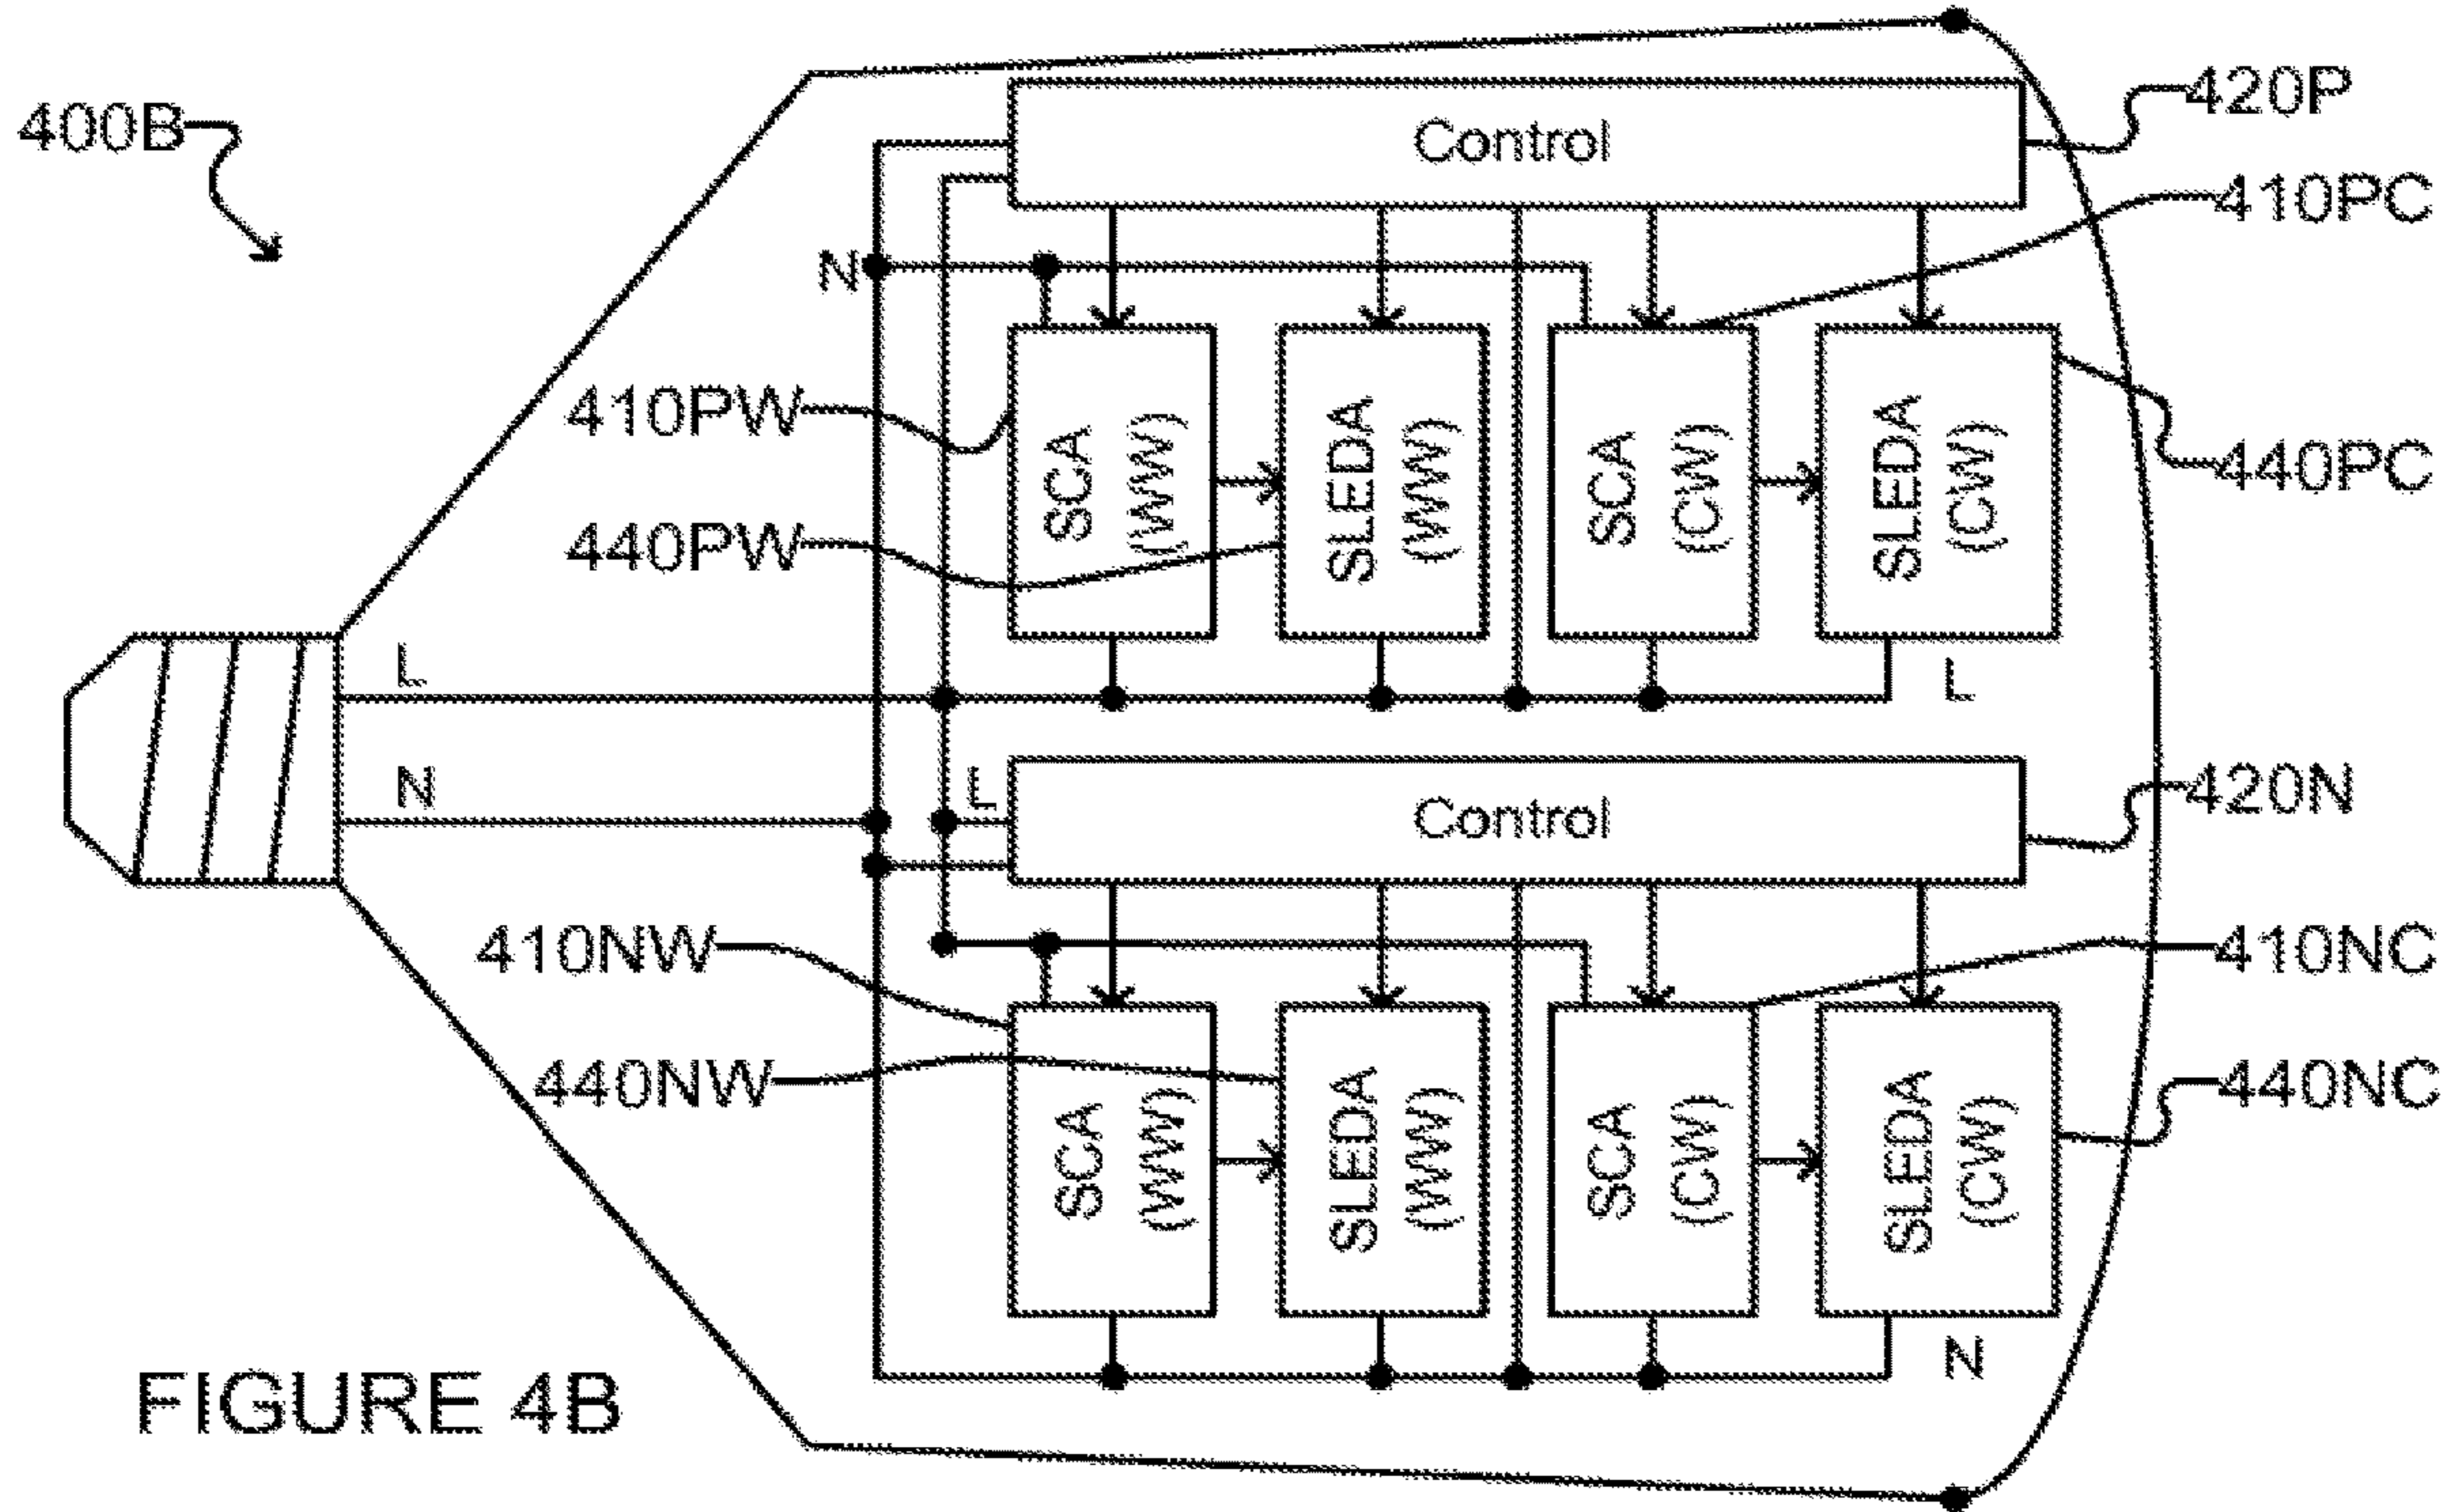 400B
420P
Control
410PC
N
410PW
SCA
(WW)
SLEDA
(WW)
SCA
(CW)
SLEDA
(CW)
440PC
440PW
L
L
N
L
Control
420N
410NW
410NC
440NW
SCA
(WW)
SLEDA
(WW)
SCA
(CW)
SLEDA
(CW)
440NC
N
FIGURE 4B